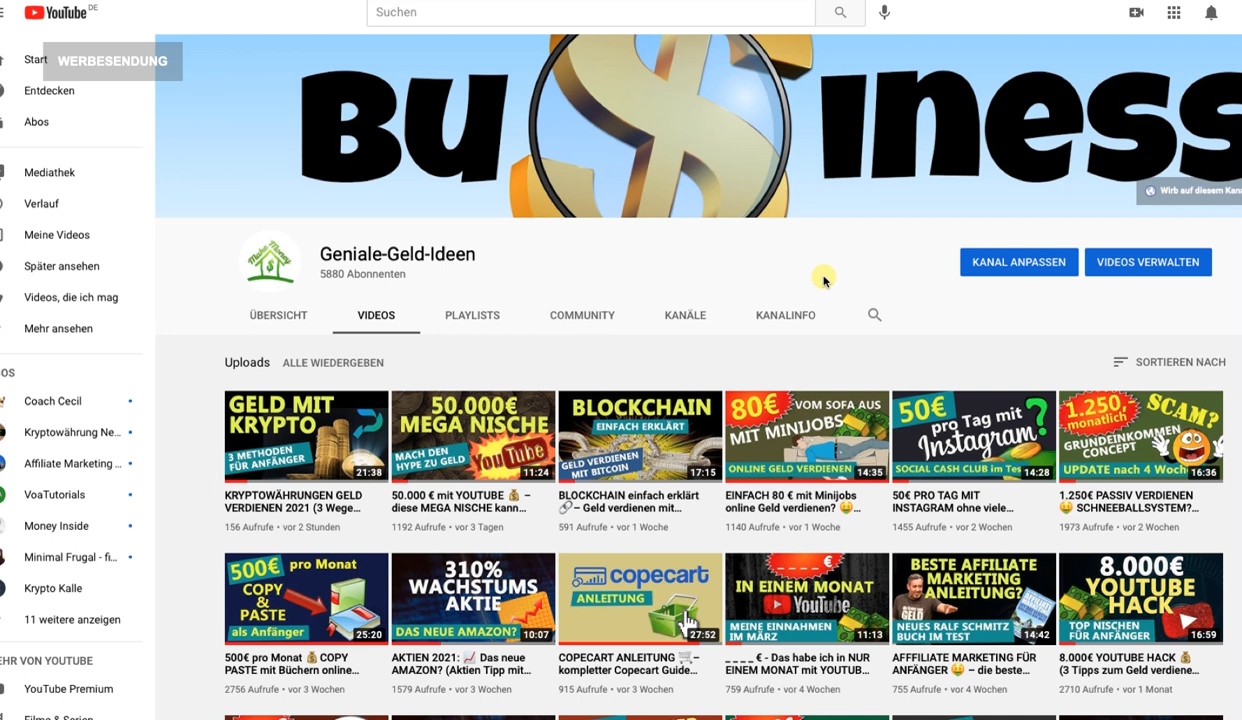 YouTube DE
Suchen
Start
WERBESENDUNG
Entdecken
Abos
Mediathek
Verlauf
Meine Videos
Später ansehen
Videos, die ich mag
Mehr ansehen
OS
Coach Cecil
Kryptowährung Ne...
Affiliate Marketing ...
VoaTutorials
Money Inside
Minimal Frugal - fi...
Krypto Kalle
11 weitere anzeigen
EHR VON YOUTUBE
YouTube Premium
Filme & Serien
Bu$iness
Wirb auf diesem Kana
Make Money
Geniale-Geld-Ideen
5880 Abonnenten
KANAL ANPASSEN
VIDEOS VERWALTEN
ÜBERSICHT
VIDEOS
PLAYLISTS
COMMUNITY
KANÄLE
KANALINFO
Uploads
ALLE WIEDERGEBEN
SORTIEREN NACH
GELD MIT
KRYPTO
3 METHODEN
FÜR ANFÄNGER
21:38
KRYPTOWÄHRUNGEN GELD
VERDIENEN 2021 (3 Wege...
156 Aufrufe • vor 2 Stunden
50.000€
MEGA NISCHE
MACH DEN
HYPE ZU GELD
YouTube
11:24
50.000 € mit YOUTUBE 💰 –
diese MEGA NISCHE kann...
1192 Aufrufe • vor 3 Tagen
BLOCKCHAIN
EINFACH ERKLÄRT
GELD VERDIENEN
MIT BITCOIN
17:15
BLOCKCHAIN einfach erklärt
🔗– Geld verdienen mit...
591 Aufrufe • vor 1 Woche
80€ VOM SOFA AUS
MIT MINIJOBS
ONLINE GELD VERDIENEN
14:35
EINFACH 80 € mit Minijobs
online Geld verdienen? 🤑...
1140 Aufrufe • vor 1 Woche
50€ pro Tag mit
Instagram
?
SOCIAL CASH CLUB im Tes
14:28
50€ PRO TAG MIT
INSTAGRAM ohne viele...
1455 Aufrufe • vor 2 Wochen
1.250€
monatlich
SCAM?
GRUNDEINKOMMEN
CONCEPT
UPDATE nach 4 Woch
16:36
1.250€ PASSIV VERDIENEN
🤑 SCHNEEBALLSYSTEM?...
1973 Aufrufe • vor 2 Wochen
500€ pro Monat
COPY
&
PASTE
als Anfänger
25:20
500€ pro Monat 💰 COPY
PASTE mit Büchern online...
2756 Aufrufe • vor 3 Wochen
310%
WACHSTUMS
AKTIE
DAS NEUE AMAZON?
10:07
AKTIEN 2021: 📈 Das neue
AMAZON? (Aktien Tipp mit...
1579 Aufrufe • vor 3 Wochen
copecart
ANLEITUNG
27:52
COPECART ANLEITUNG 🛒–
kompletter Copecart Guide...
915 Aufrufe • vor 3 Wochen
_ _ _ _ €
IN EINEM MONAT
YouTube
MEINE EINNAHMEN
IM MÄRZ
11:13
_ _ _ _ € - Das habe ich in NUR
EINEM MONAT mit YOUTUB...
759 Aufrufe • vor 4 Wochen
BESTE AFFILIATE
MARKETING
ANLEITUNG?
NEUES RALF SCHMITZ
BUCH IM TEST
14:42
AFFFILIATE MARKETING FÜR
ANFÄNGER 🤑 – die beste...
755 Aufrufe • vor 4 Wochen
8.000€
YOUTUBE
HACK
TOP NISCHEN
FÜR ANFÄNGER
16:59
8.000€ YOUTUBE HACK 💰
(3 Tipps zum Geld verdiene...
2710 Aufrufe • vor 1 Monat